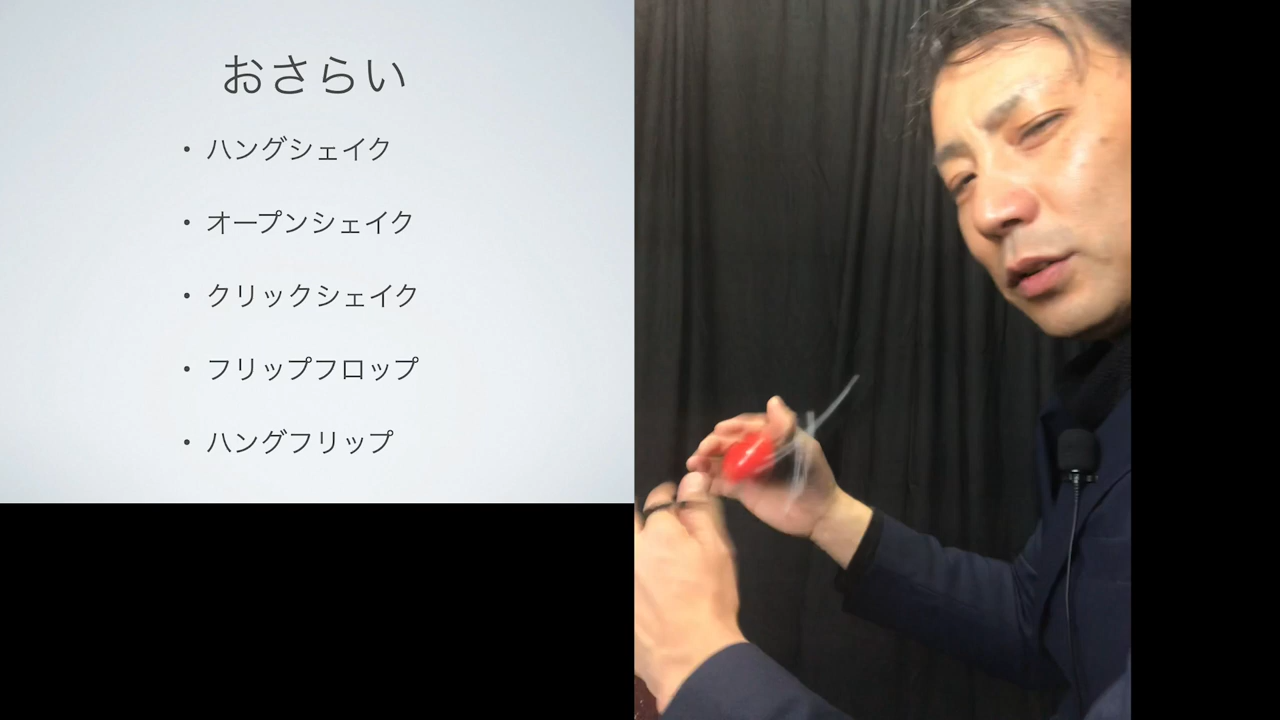 おさらい
・ハングシェイク
・オープンシェイク
・クリックシェイク
・フリップフロップ
・ハングフリップ